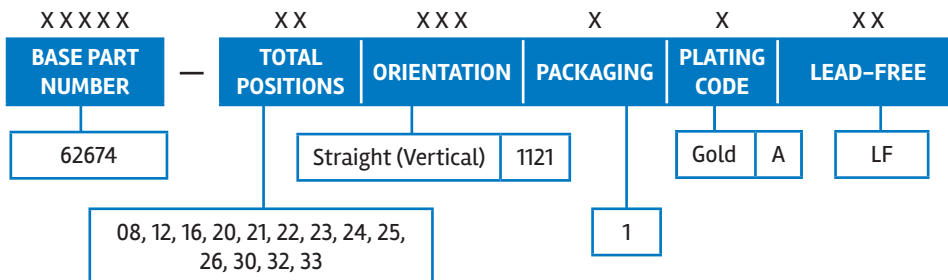 XXXXX XX XXX X X XX
BASE PART NUMBER — TOTAL POSITIONS ORIENTATION PACKAGING PLATING CODE LEAD-FREE
62674 Straight (Vertical) 1121 Gold A LF
08, 12, 16, 20, 21, 22, 23, 24, 25,
26, 30, 32, 33
1